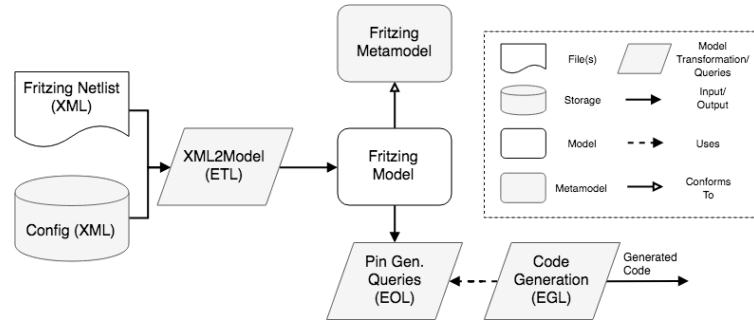 Fritzing
Metamodel
Fritzing Netlist
(XML)
XML2Model
(ETL)
Fritzing
Model
Config (XML)
Pin Gen.
Queries
(EOL)
Code
Generation
(EGL)
Generated
Code
File(s)
Model
Transformation/
Queries
Storage
Input/
Output
Model
Uses
Metamodel
Conforms
To